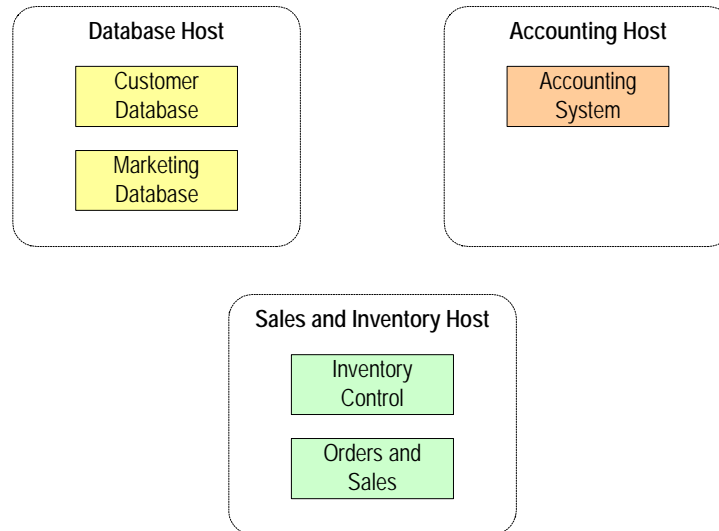 Database Host
Customer
Database
Marketing
Database
Accounting Host
Accounting
System
Sales and Inventory Host
Inventory
Control
Orders and
Sales